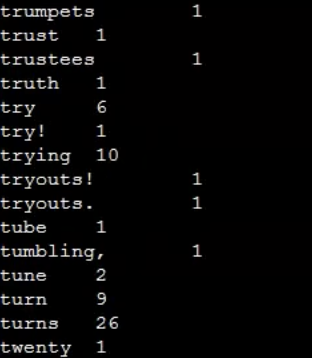 trumpets 1
trust 1
trustees 1
truth 1
try 6
try! 1
trying 10
tryouts! 1
tryouts. 1
tube 1
tumbling, 1
tune 2
turn 9
turns 26
twenty 1